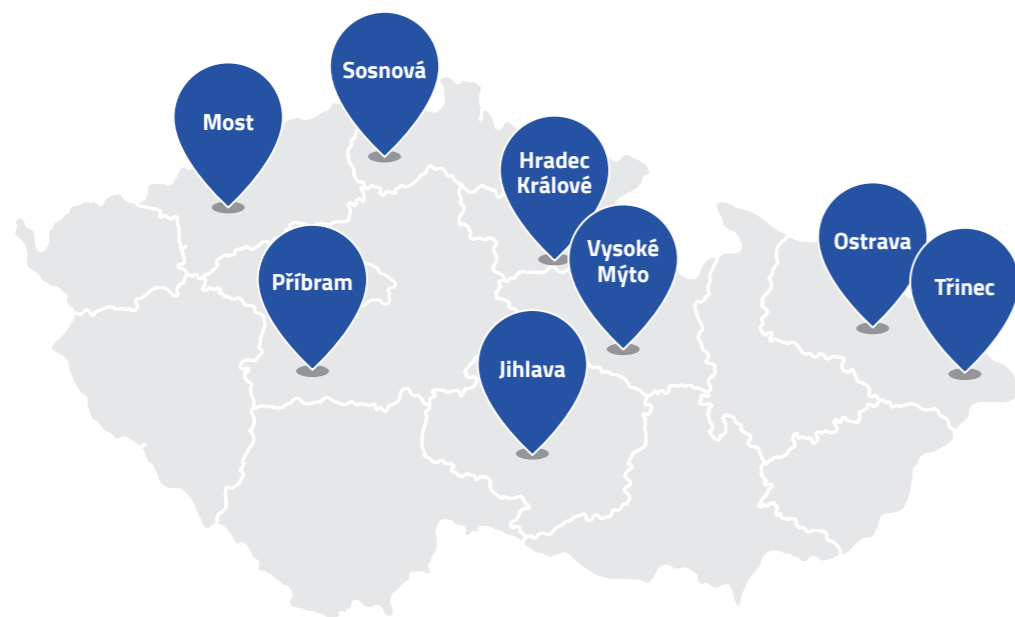 Sosnová
Most
Hradec
Králové
Vysoké
Mýto
Ostrava
Třinec
Příbram
Jihlava